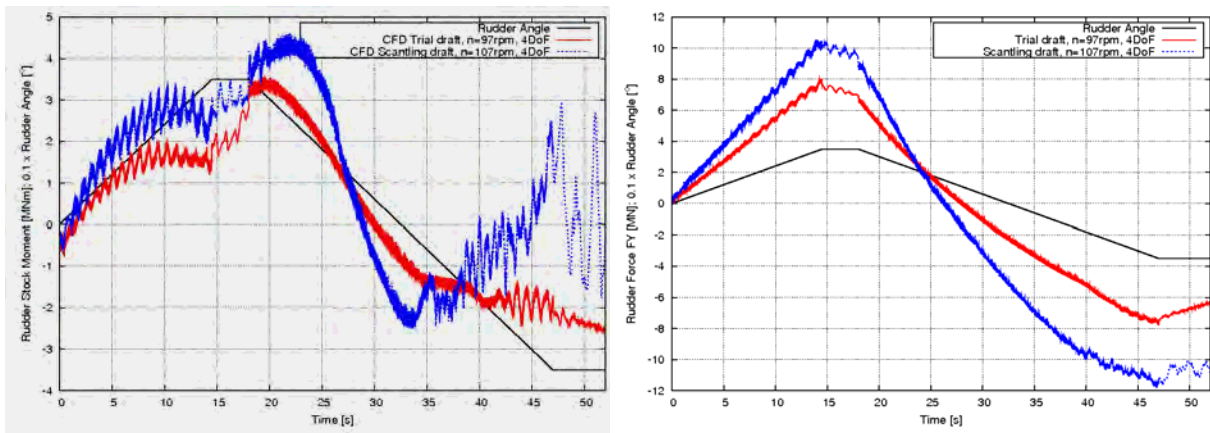 Rudder Angle
CFD Trial draft, n=97rpm, 4DoF
CFD Scantling draft, n=107rpm, 4DoF
5
4
3
2
1
0
-1
-2
-3
-4
0 5 10 15 20 25 30 35 40 45 50
Time [s]
Rudder Stock Moment [MNm]; 0.1 x Rudder Angle [°]
Rudder Angle
Trial draft, n=97rpm, 4DoF
Scantling draft, n=107rpm, 4DoF
12
10
8
6
4
2
0
-2
-4
-6
-8
-10
-12
0 5 10 15 20 25 30 35 40 45 50
Time [s]
Rudder Force FY [MN]; 0.1 x Rudder Angle [°]